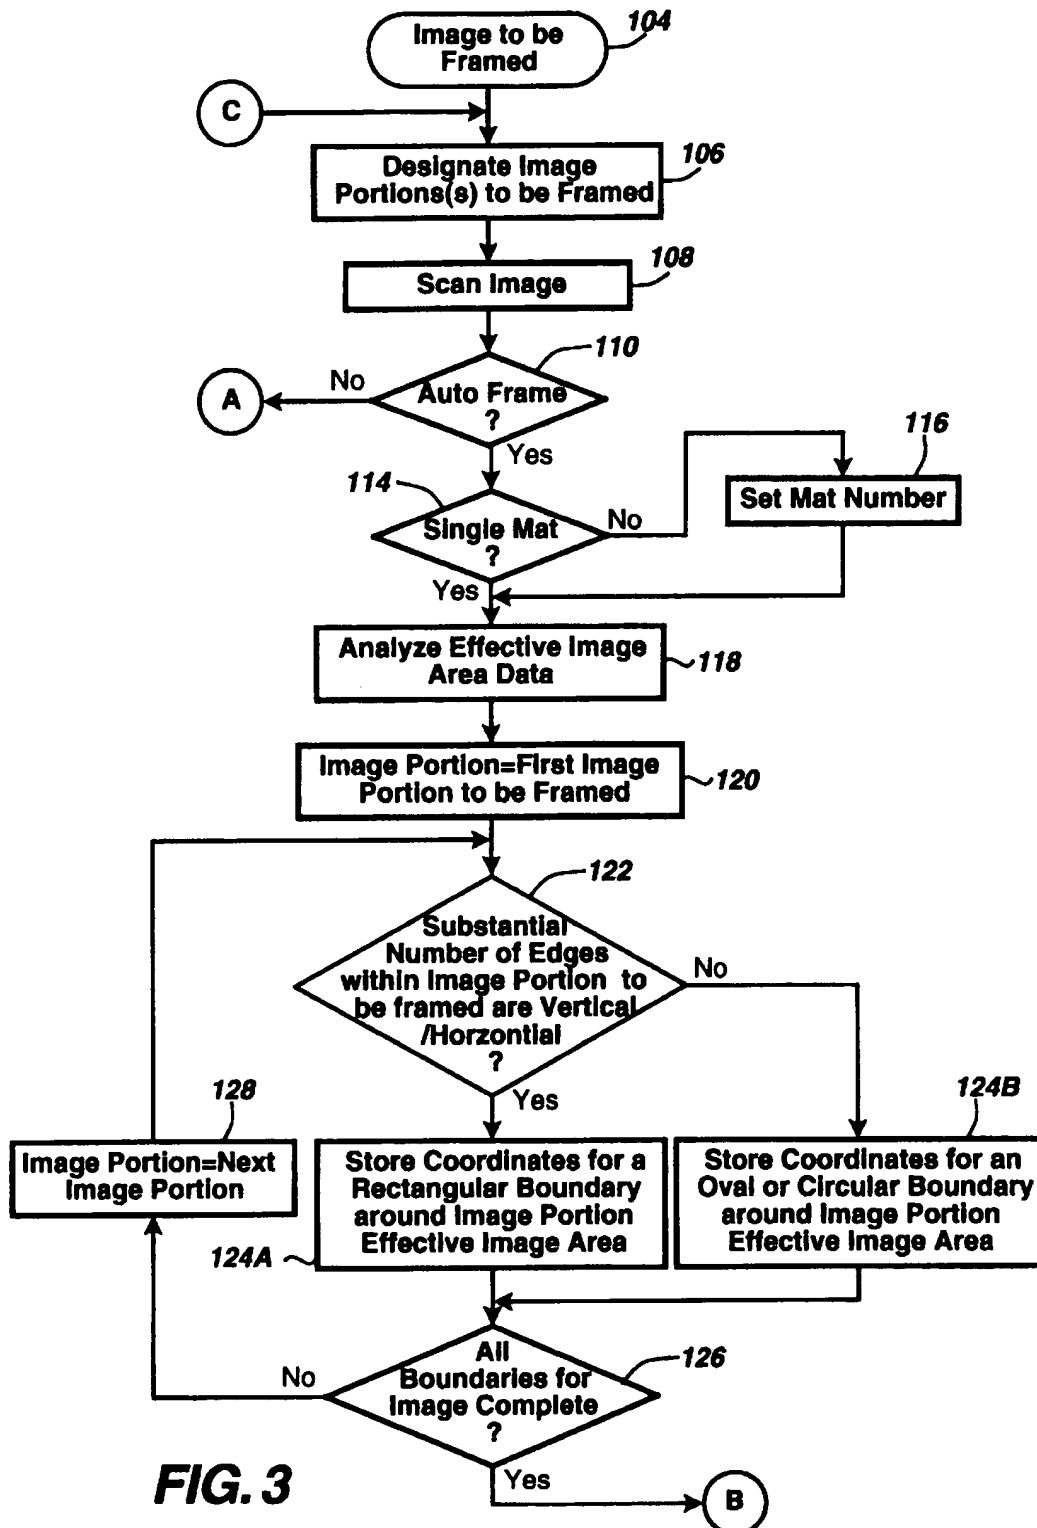 Image to be
Framed
104
C
Designate Image
Portions(s) to be Framed
106
Scan Image
108
110
Auto Frame
?
No
A
Yes
114
Single Mat
?
No
116
Set Mat Number
Yes
Analyze Effective Image
Area Data
118
Image Portion=First Image
Portion to be Framed
120
122
Substantial
Number of Edges
within Image Portion to
be framed are Vertical
/Horzontial
?
No
Yes
128
Image Portion=Next
Image Portion
Store Coordinates for a
Rectangular Boundary
around Image Portion
Effective Image Area
124A
124B
Store Coordinates for an
Oval or Circular Boundary
around Image Portion
Effective Image Area
All
Boundaries for
Image Complete
?
126
No
Yes
B
FIG. 3